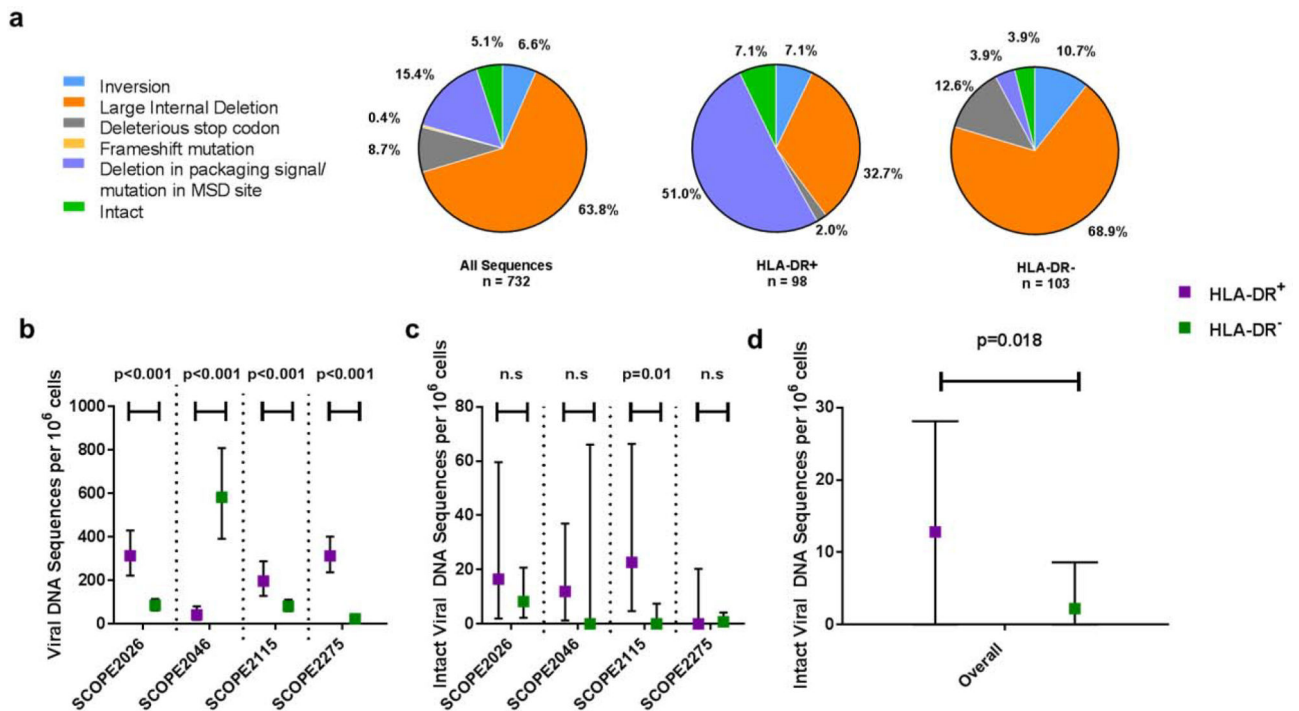 a
Inversion
Large Internal Deletion
Deleterious stop codon
Frameshift mutation
Deletion in packaging signal/
mutation in MSD site
Intact
5.1%
6.6%
15.4%
0.4%
8.7%
63.8%
All Sequences
n = 732
7.1%
7.1%
51.0%
32.7%
2.0%
HLA-DR+
n = 98
3.9%
3.9%
10.7%
12.6%
68.9%
HLA-DR-
n = 103
HLA-DR+
HLA-DR-
b
Viral DNA Sequences per 10^6 cells
p<0.001
p<0.001
p<0.001
p<0.001
1000
800
600
400
200
0
SCOPE2026
SCOPE2046
SCOPE2115
SCOPE2275
c
Intact Viral DNA Sequences per 10^6 cells
n.s
n.s
p=0.01
n.s
80
60
40
20
0
SCOPE2026
SCOPE2046
SCOPE2115
SCOPE2275
d
Intact Viral DNA Sequences per 10^6 cells
p=0.018
30
20
10
0
Overall